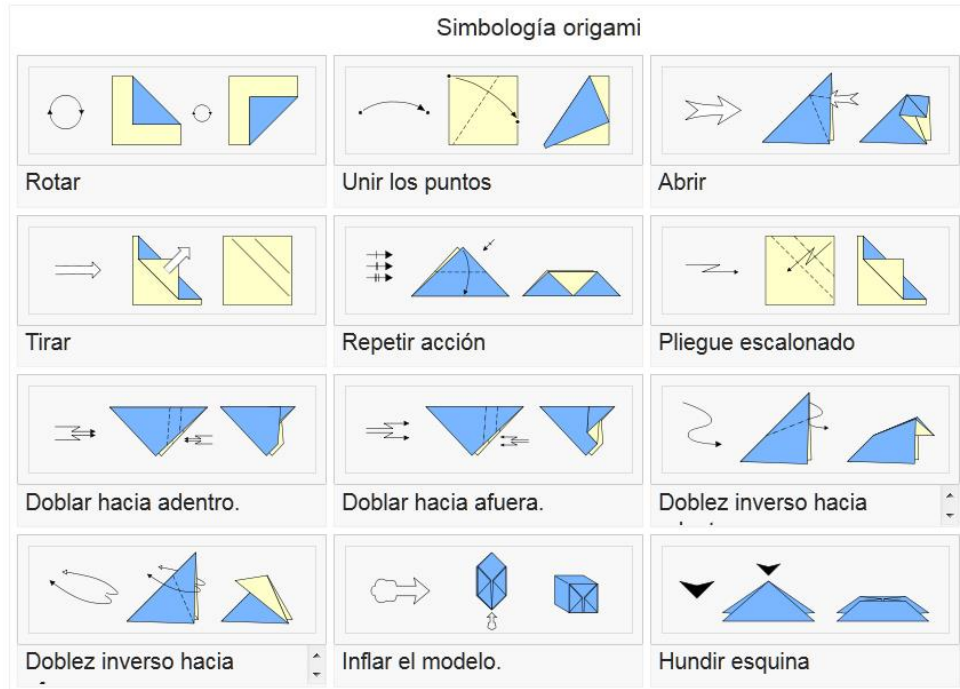 Simbología origami
Rotar
Unir los puntos
Abrir
Tirar
Repetir acción
Pliegue escalonado
Doblar hacia adentro.
Doblar hacia afuera.
Doblez inverso hacia
Doblez inverso hacia
Inflar el modelo.
Hundir esquina